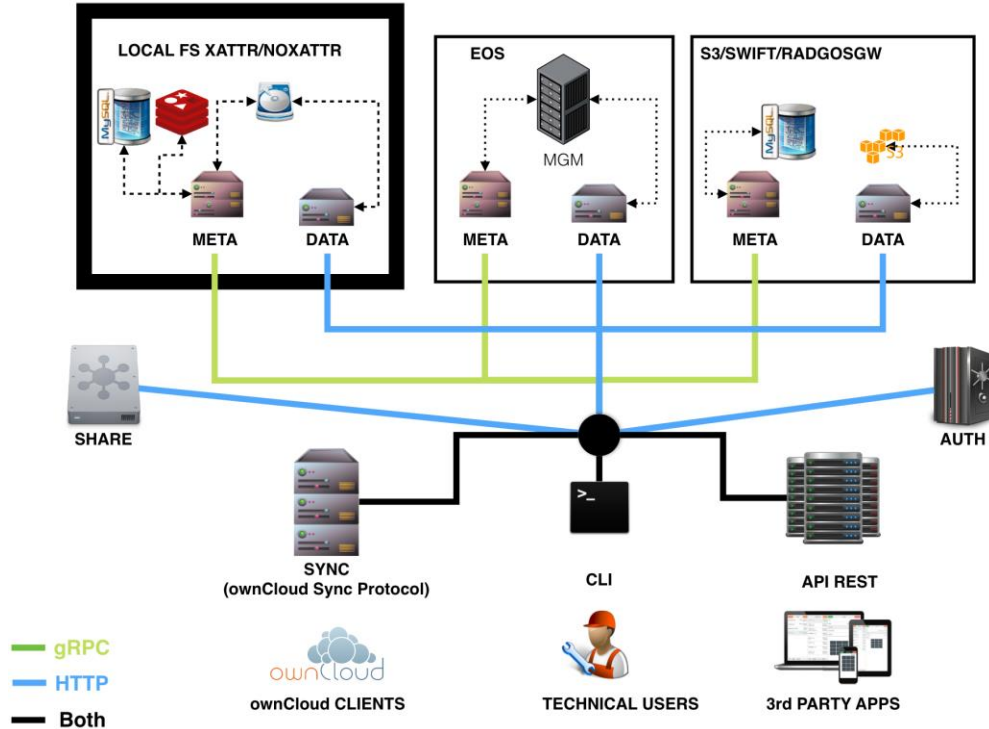 LOCAL FS XATTR/NOXATTR
EOS
S3/SWIFT/RADGOSGW
MySQL
MySQL
S3
MGM
META
DATA
META
DATA
META
DATA
SHARE
AUTH
>_
SYNC
(ownCloud Sync Protocol)
CLI
API REST
gRPC
HTTP
Both
ownCloud
ownCloud CLIENTS
TECHNICAL USERS
3rd PARTY APPS